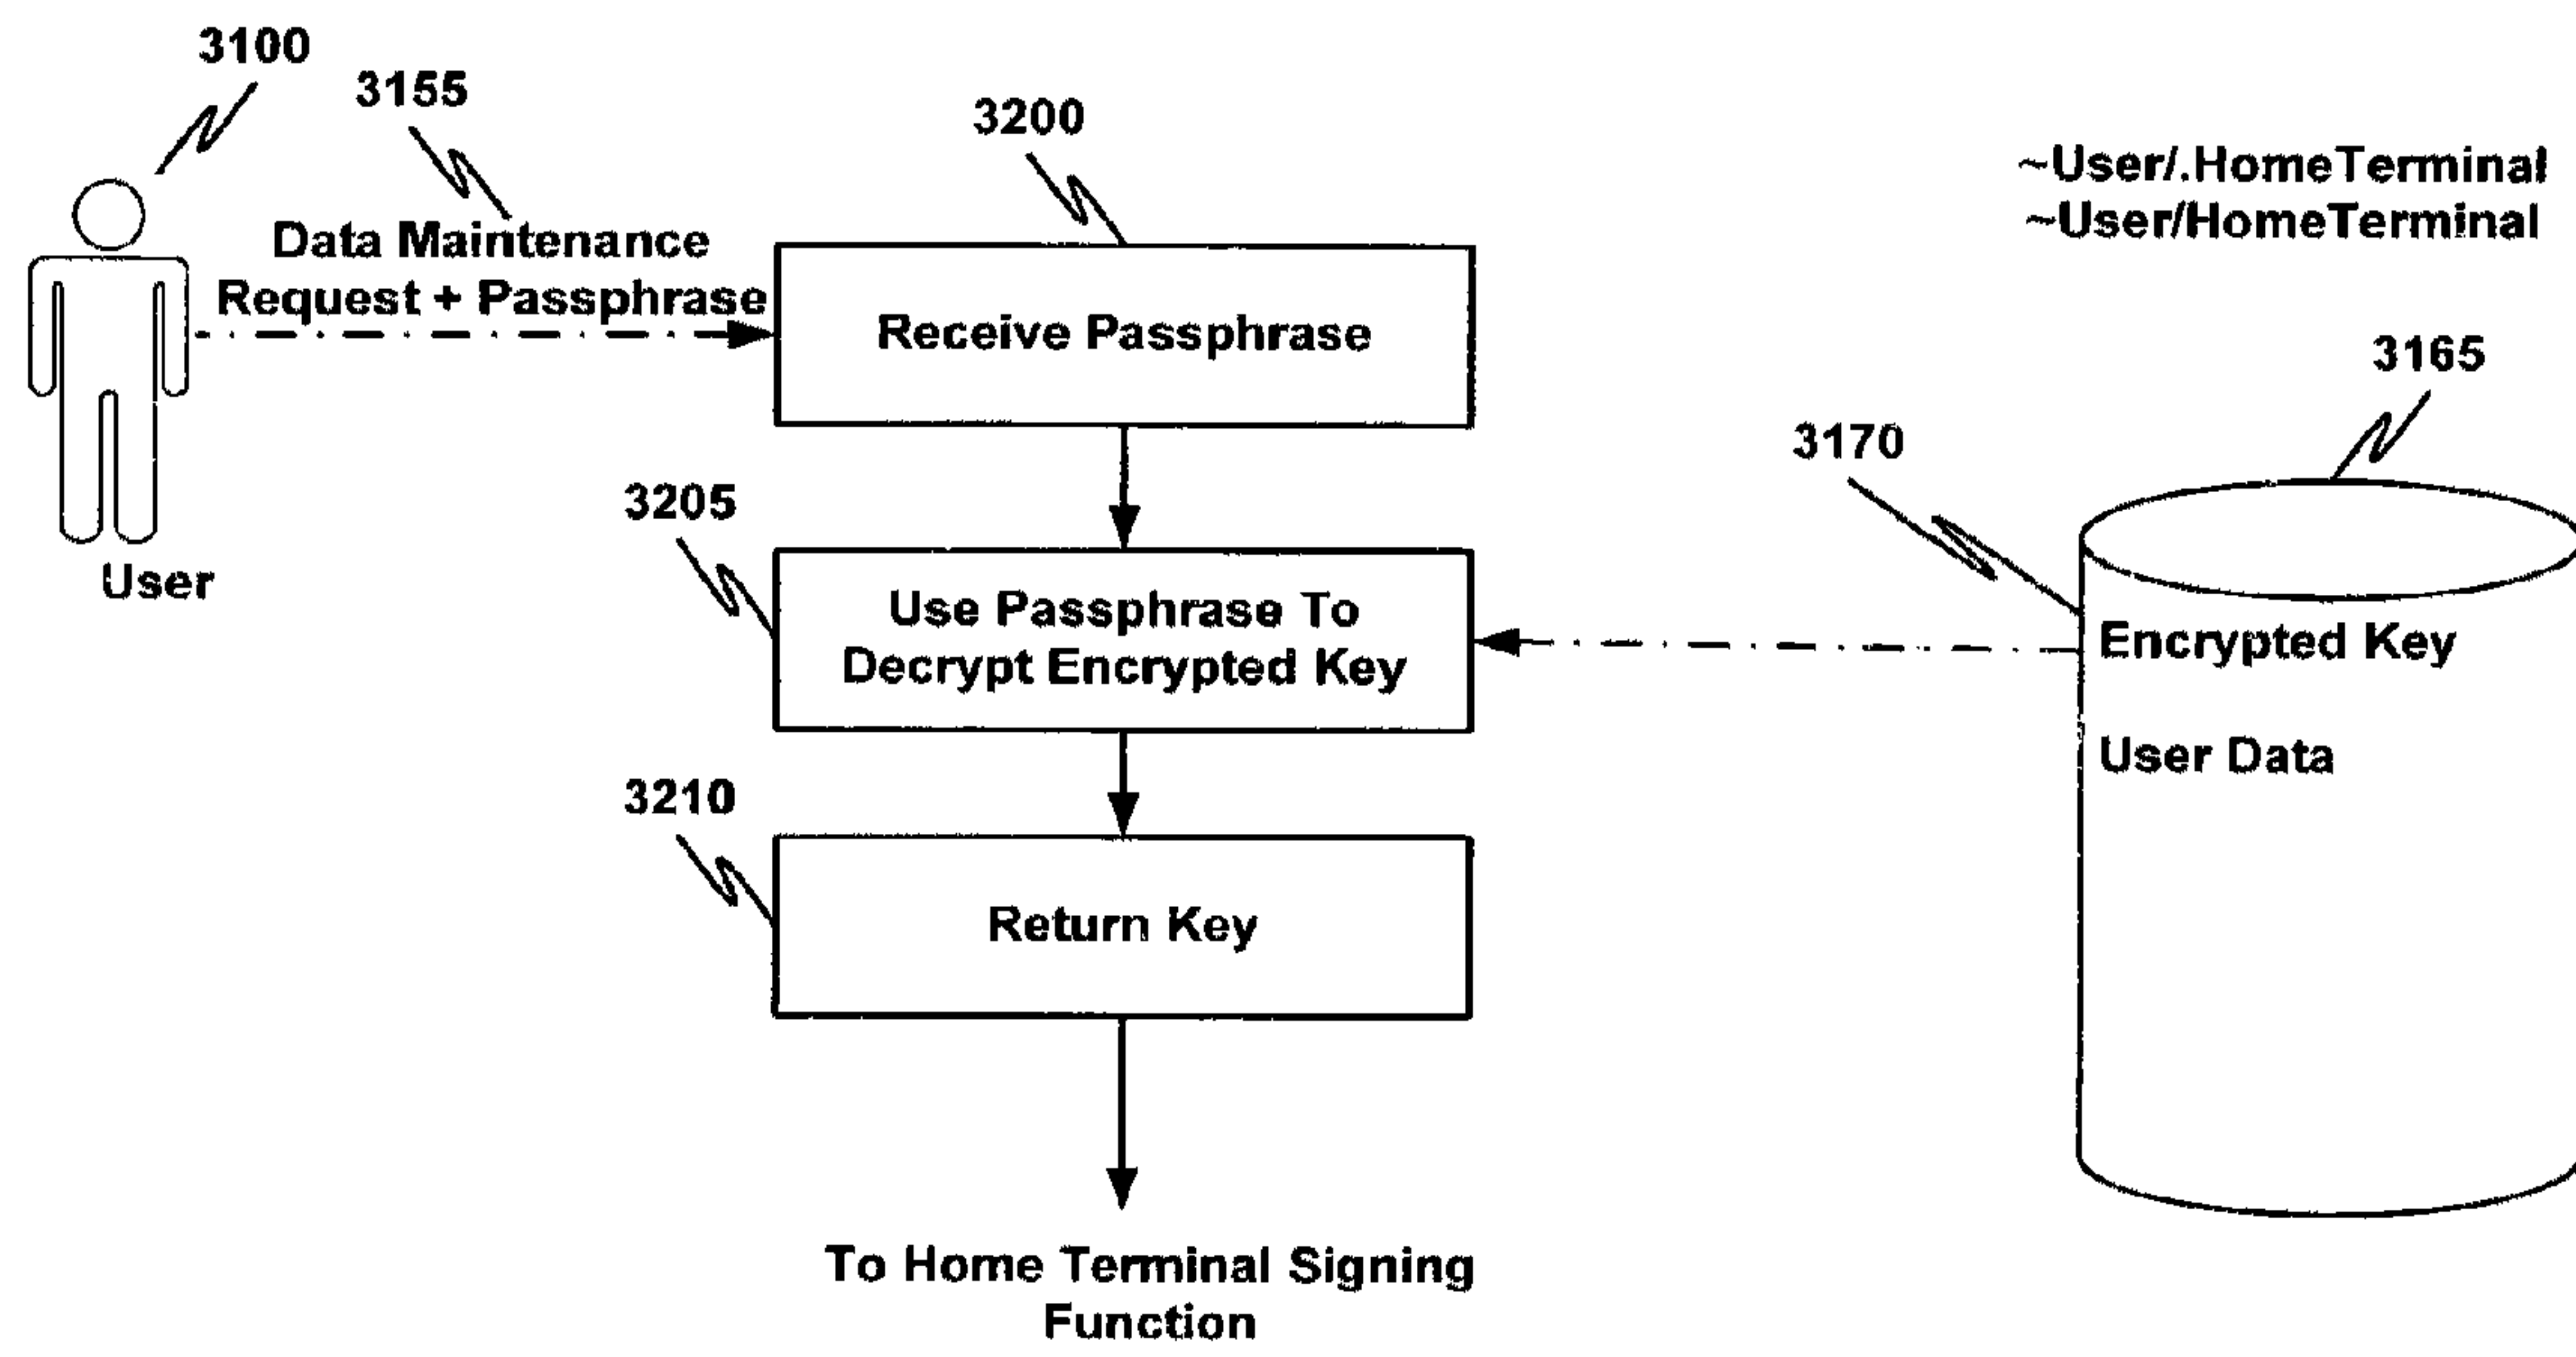 3100
3155
3200
~User/.HomeTerminal
~User/HomeTerminal
Data Maintenance
Request + Passphrase
Receive Passphrase
3165
3170
3205
User
Use Passphrase To
Decrypt Encrypted Key
Encrypted Key
User Data
3210
Return Key
To Home Terminal Signing
Function